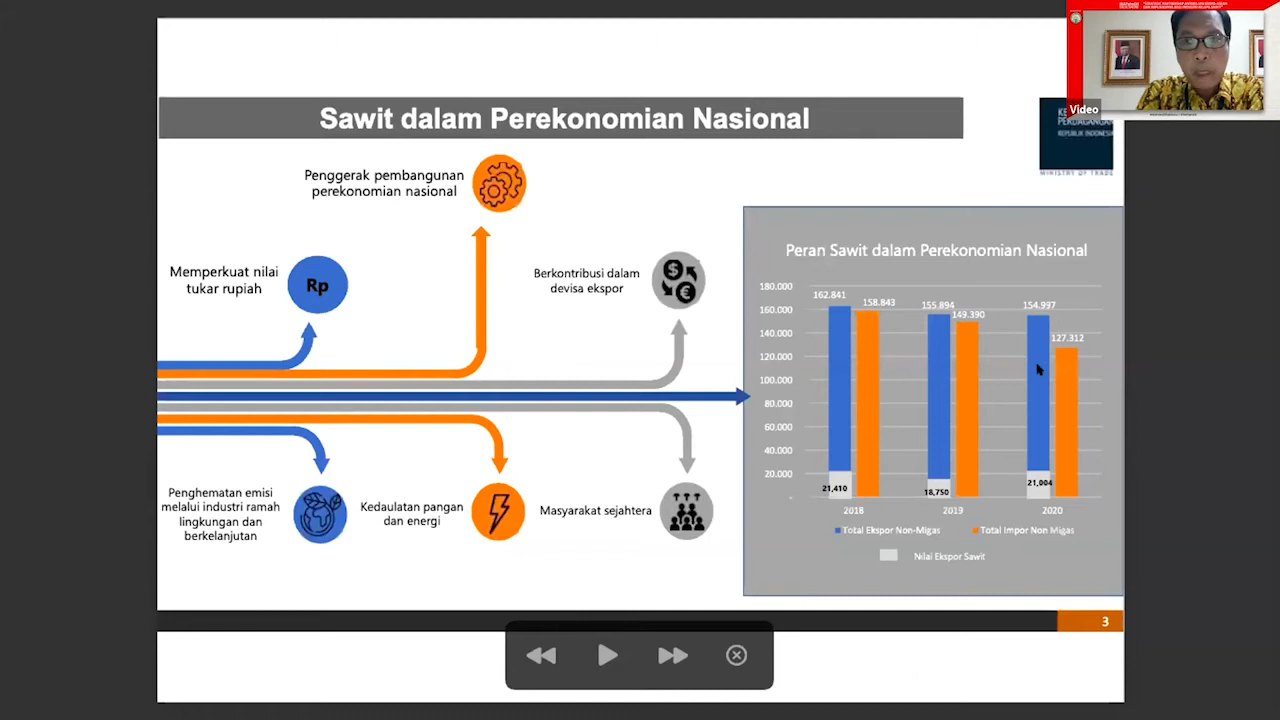 "STRATEGIC PARTNERSHIP
Video
Sawit dalam Perekonomian Nasional
PERDAGANGAN
REPUBLIK INDONESIA
MINISTRY OF TRADE
Penggerak pembangunan
perekonomian nasional
Memperkuat nilai
tukar rupiah
Rp
Berkontribusi dalam
devisa ekspor
$
€
Penghematan emisi
melalui industri ramah
lingkungan dan
berkelanjutan
Kedaulatan pangan
dan energi
Masyarakat sejahtera
Peran Sawit dalam Perekonomian Nasional
180.000
160.000
140.000
120.000
100.000
80.000
60.000
40.000
20.000
-
162.841
158.843
155.894
149.390
154.997
127.312
21,410
18,750
21,004
2018
2019
2020
Total Ekspor Non-Migas
Total Impor Non Migas
Nilai Ekspor Sawit
3